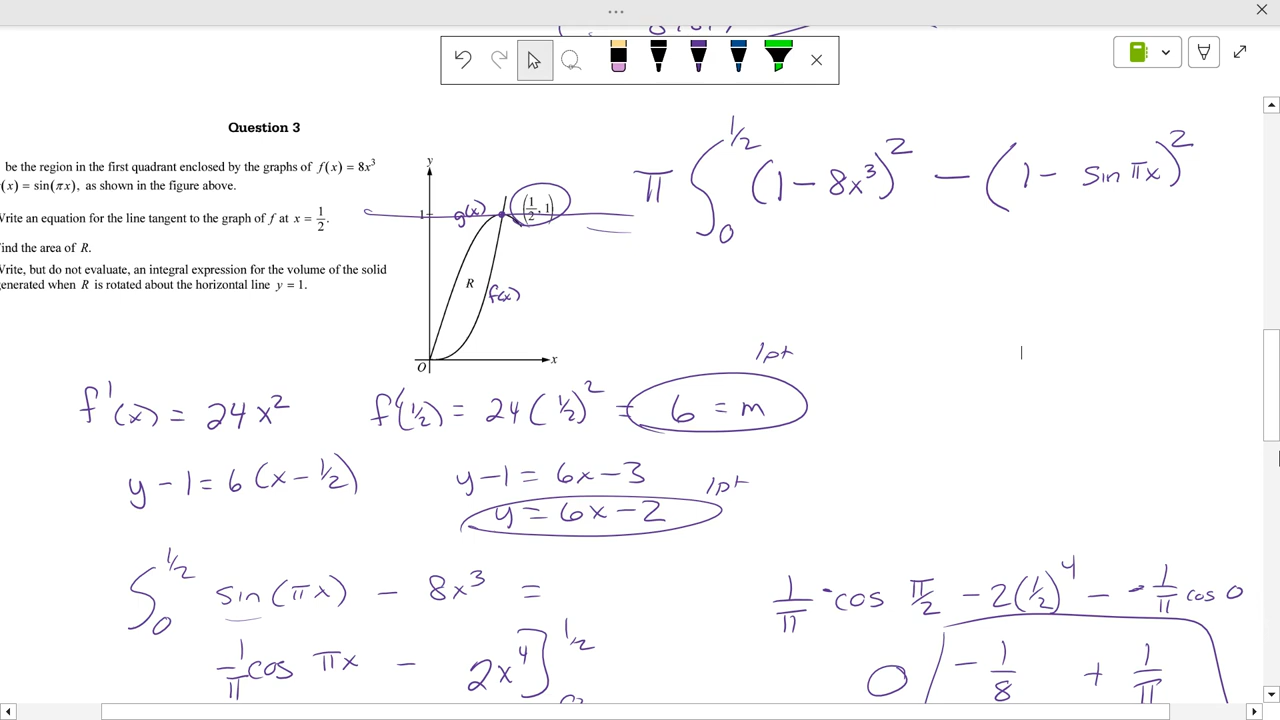 Question 3
be the region in the first quadrant enclosed by the graphs of f(x) = 8x³
(x) = sin(πx), as shown in the figure above.
Write an equation for the line tangent to the graph of f at x = 1/2.
ind the area of R.
Write, but do not evaluate, an integral expression for the volume of the solid
enerated when R is rotated about the horizontal line y = 1.
y
1
g(x)
(1/2, 1)
R
f(x)
O
x
π ∫₀^1/2 (1 - 8x³)² - (1 - sin πx)²
1pt
f'(x) = 24x²
f'(1/2) = 24(1/2)² = 6 = m
y - 1 = 6(x - 1/2)
y - 1 = 6x - 3
1pt
y = 6x - 2
∫₀^1/2 sin(πx) - 8x³ =
-1/π cos πx - 2x⁴]^1/2
1/π · cos π/2 - 2(1/2)⁴ - -1/π cos 0
0 - 1/8 + 1/π